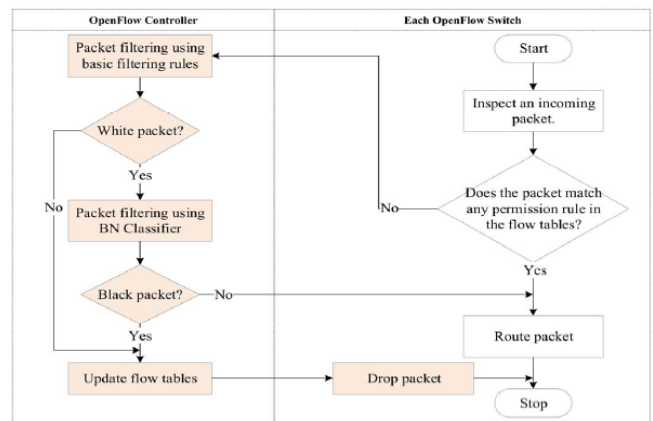 OpenFlow Controller
Each OpenFlow Switch
Packet filtering using
basic filtering rules
White packet?
Yes
No
Packet filtering using
BN Classifier
Black packet?
No
Yes
Update flow tables
Start
Inspect an incoming
packet.
Does the packet match
any permission rule in
the flow tables?
No
Yes
Route packet
Drop packet
Stop